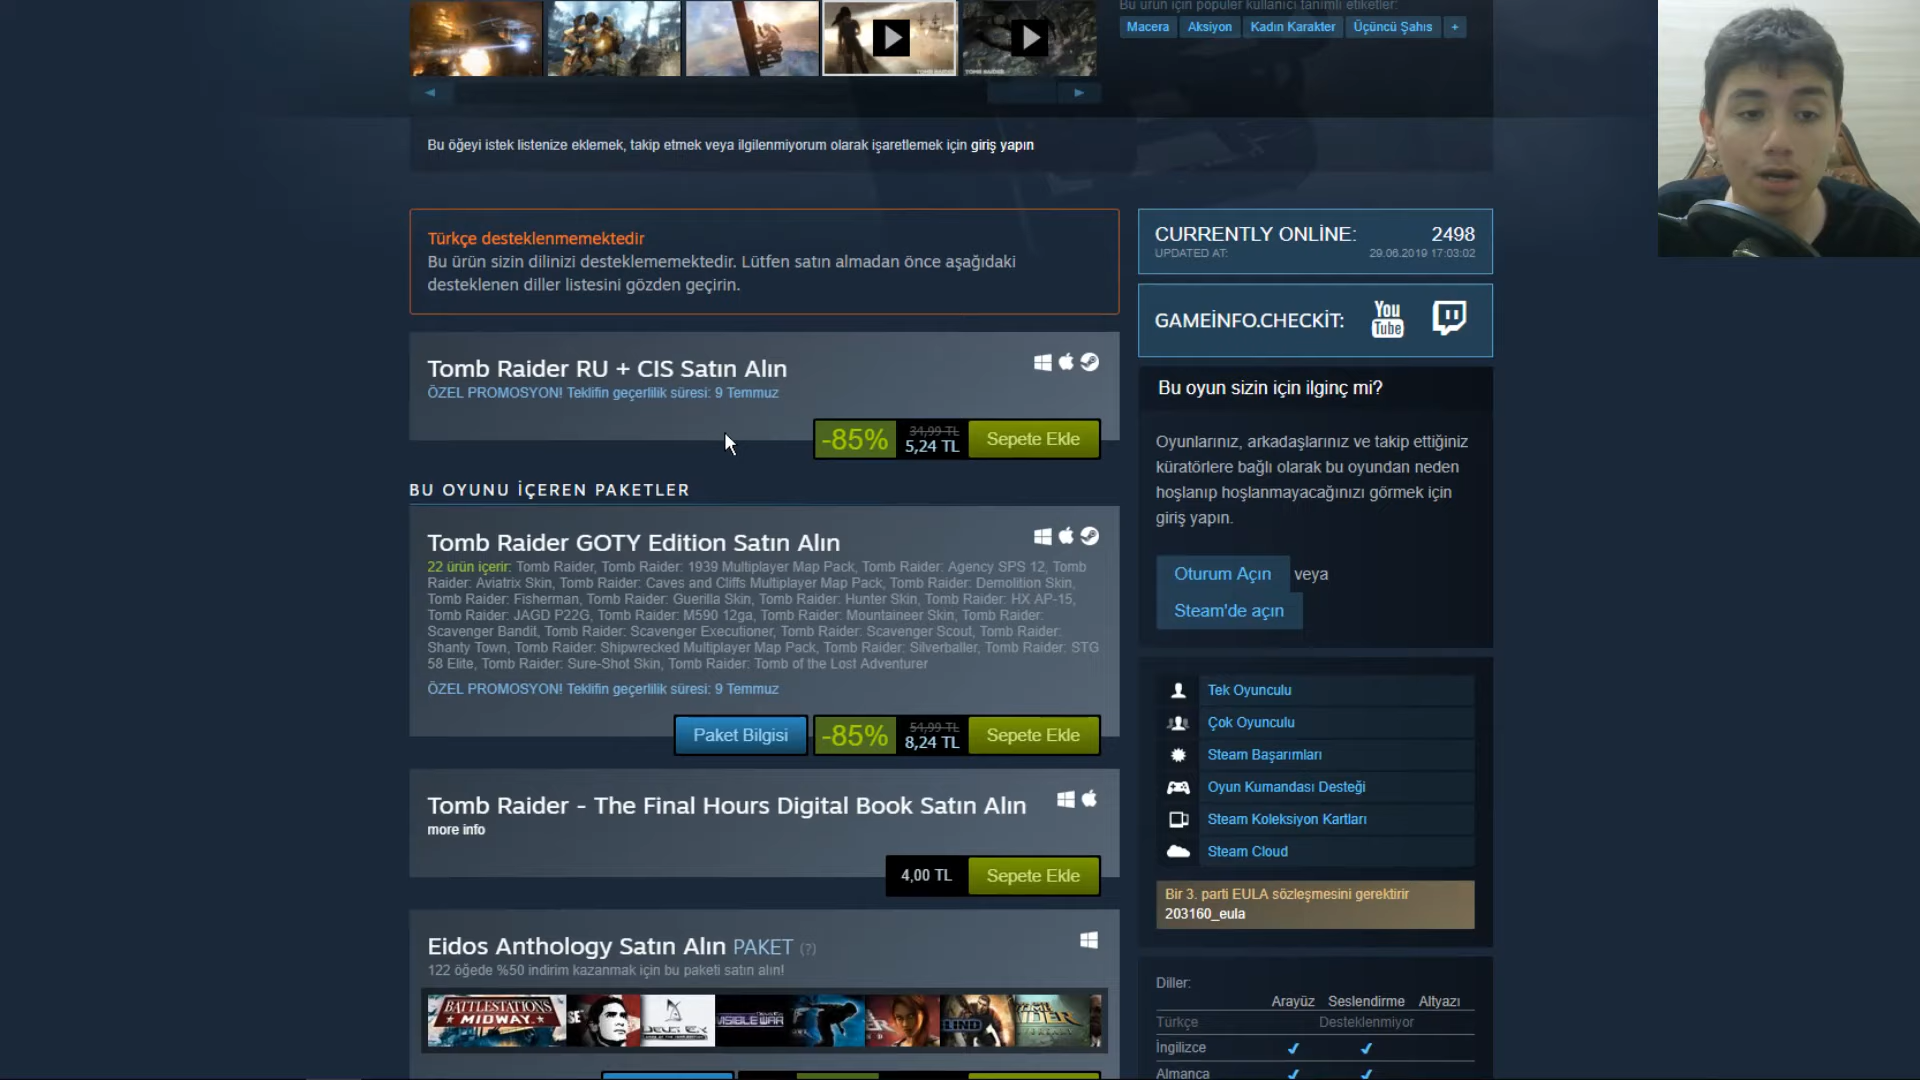 Bu ürün için popüler kullanıcı tanımlı etiketler:
Macera Aksiyon Kadın Karakter Üçüncü Şahıs +
Bu öğeyi istek listenize eklemek, takip etmek veya ilgilenmiyorum olarak işaretlemek için giriş yapın
Türkçe desteklenmemektedir
Bu ürün sizin dilinizi desteklememektedir. Lütfen satın almadan önce aşağıdaki
desteklenen diller listesini gözden geçirin.
Tomb Raider RU + CIS Satın Alın
ÖZEL PROMOSYON! Teklifin geçerlilik süresi: 9 Temmuz
-85%
34,99 TL
5,24 TL
Sepete Ekle
BU OYUNU İÇEREN PAKETLER
Tomb Raider GOTY Edition Satın Alın
22 ürün içerir: Tomb Raider, Tomb Raider: 1939 Multiplayer Map Pack, Tomb Raider: Agency SPS 12, Tomb
Raider: Aviatrix Skin, Tomb Raider: Caves and Cliffs Multiplayer Map Pack, Tomb Raider: Demolition Skin,
Tomb Raider: Fisherman, Tomb Raider: Guerilla Skin, Tomb Raider: Hunter Skin, Tomb Raider: HX AP-15,
Tomb Raider: JAGD P22G, Tomb Raider: M590 12ga, Tomb Raider: Mountaineer Skin, Tomb Raider:
Scavenger Bandit, Tomb Raider: Scavenger Executioner, Tomb Raider: Scavenger Scout, Tomb Raider:
Shanty Town, Tomb Raider: Shipwrecked Multiplayer Map Pack, Tomb Raider: Silverballer, Tomb Raider: STG
58 Elite, Tomb Raider: Sure-Shot Skin, Tomb Raider: Tomb of the Lost Adventurer
ÖZEL PROMOSYON! Teklifin geçerlilik süresi: 9 Temmuz
Paket Bilgisi
-85%
54,99 TL
8,24 TL
Sepete Ekle
Tomb Raider - The Final Hours Digital Book Satın Alın
more info
4,00 TL
Sepete Ekle
Eidos Anthology Satın Alın PAKET (?)
122 öğede %50 indirim kazanmak için bu paketi satın alın!
BATTLESTATIONS
MIDWAY
CURRENTLY ONLİNE: 2498
UPDATED AT: 29.06.2019 17:03:02
GAMEİNFO.CHECKİT:
You
Tube
Bu oyun sizin için ilginç mi?
Oyunlarınız, arkadaşlarınız ve takip ettiğiniz
küratörlere bağlı olarak bu oyundan neden
hoşlanıp hoşlanmayacağınızı görmek için
giriş yapın.
Oturum Açın veya
Steam'de açın
Tek Oyunculu
Çok Oyunculu
Steam Başarımları
Oyun Kumandası Desteği
Steam Koleksiyon Kartları
Steam Cloud
Bir 3. parti EULA sözleşmesini gerektirir
203160_eula
Diller:
Arayüz Seslendirme Altyazı
Türkçe Desteklenmiyor
İngilizce ✔ ✔
Almanca ✔ ✔